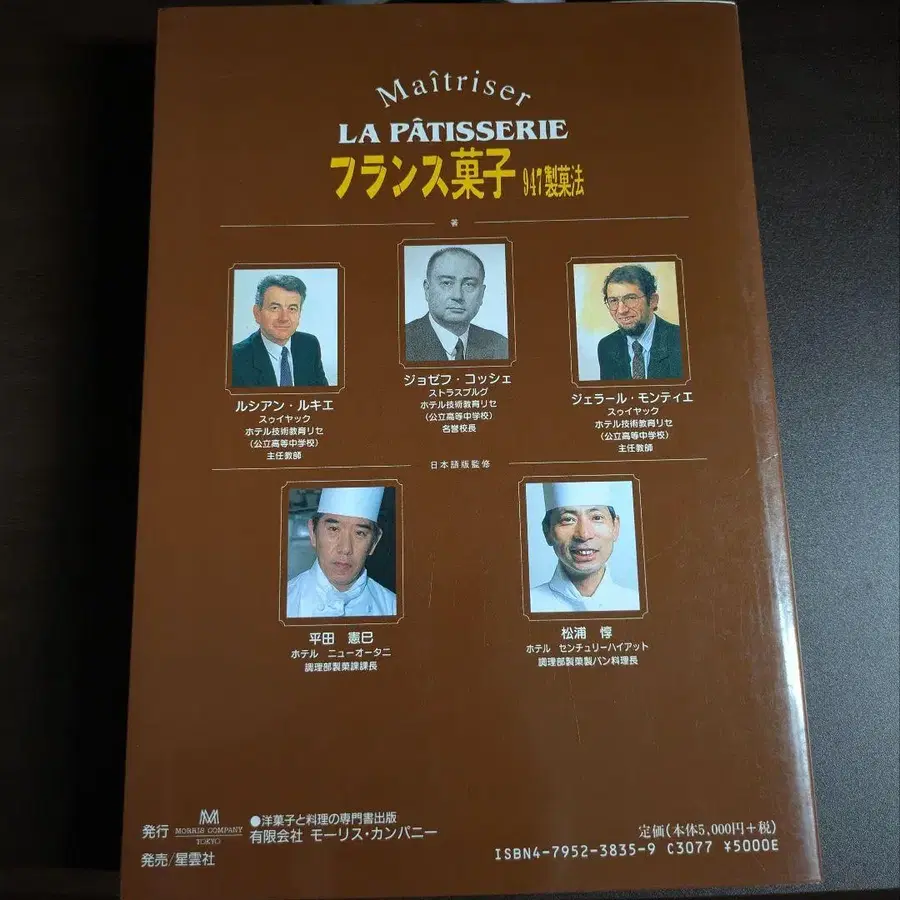 Maîtriser
LA PÂTISSERIE
フランス菓子 947製菓法
著
ルシアン・ルキエ
スゥイヤック
ホテル技術教育リセ
(公立高等中学校)
主任教師
ジョゼフ・コッシェ
ストラスブルグ
ホテル技術教育リセ
(公立高等中学校)
名誉校長
ジェラール・モンティエ
スゥイヤック
ホテル技術教育リセ
(公立高等中学校)
主任教師
日本語版監修
平田 憲巳
ホテル ニューオータニ
調理部製菓課課長
松浦 惇
ホテル センチュリーハイアット
調理部製菓製パン料理長
発行
MORRIS COMPANY
TOKYO
●洋菓子と料理の専門書出版
有限会社 モーリス・カンパニー
発売/星雲社
定価(本体5,000円+税)
ISBN4-7952-3835-9 C3077 ¥5000E